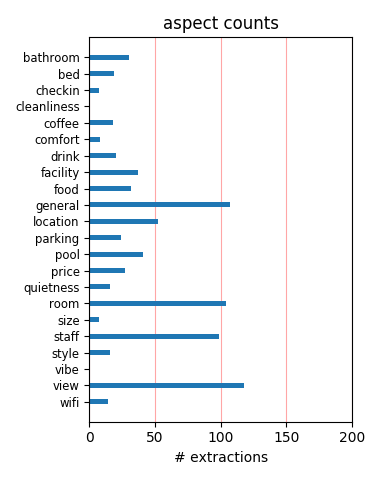 aspect counts
bathroom
bed
checkin
cleanliness
coffee
comfort
drink
facility
food
general
location
parking
pool
price
quietness
room
size
staff
style
vibe
view
wifi
0 50 100 150 200
# extractions